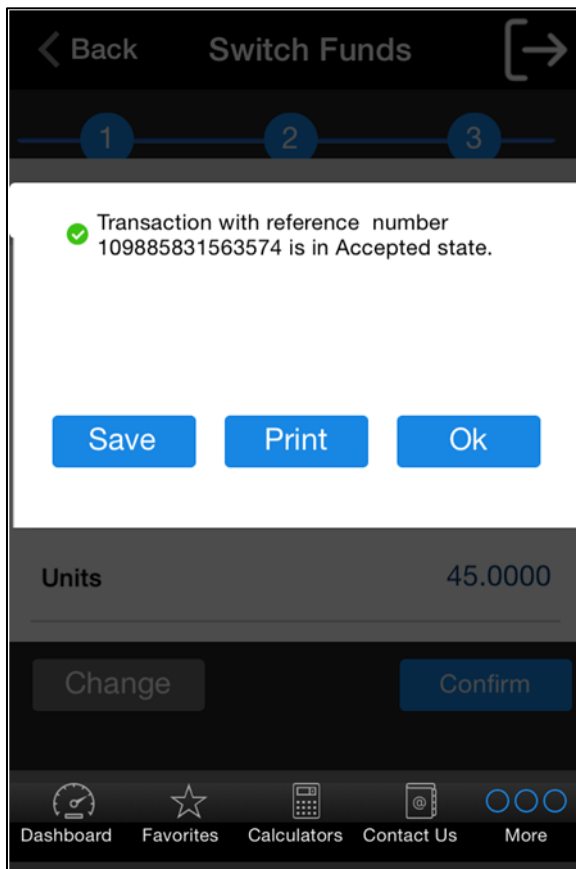 Back Switch Funds
1 2 3
Transaction with reference number
109885831563574 is in Accepted state.
Save Print Ok
Units 45.0000
Change Confirm
@
Dashboard Favorites Calculators Contact Us More